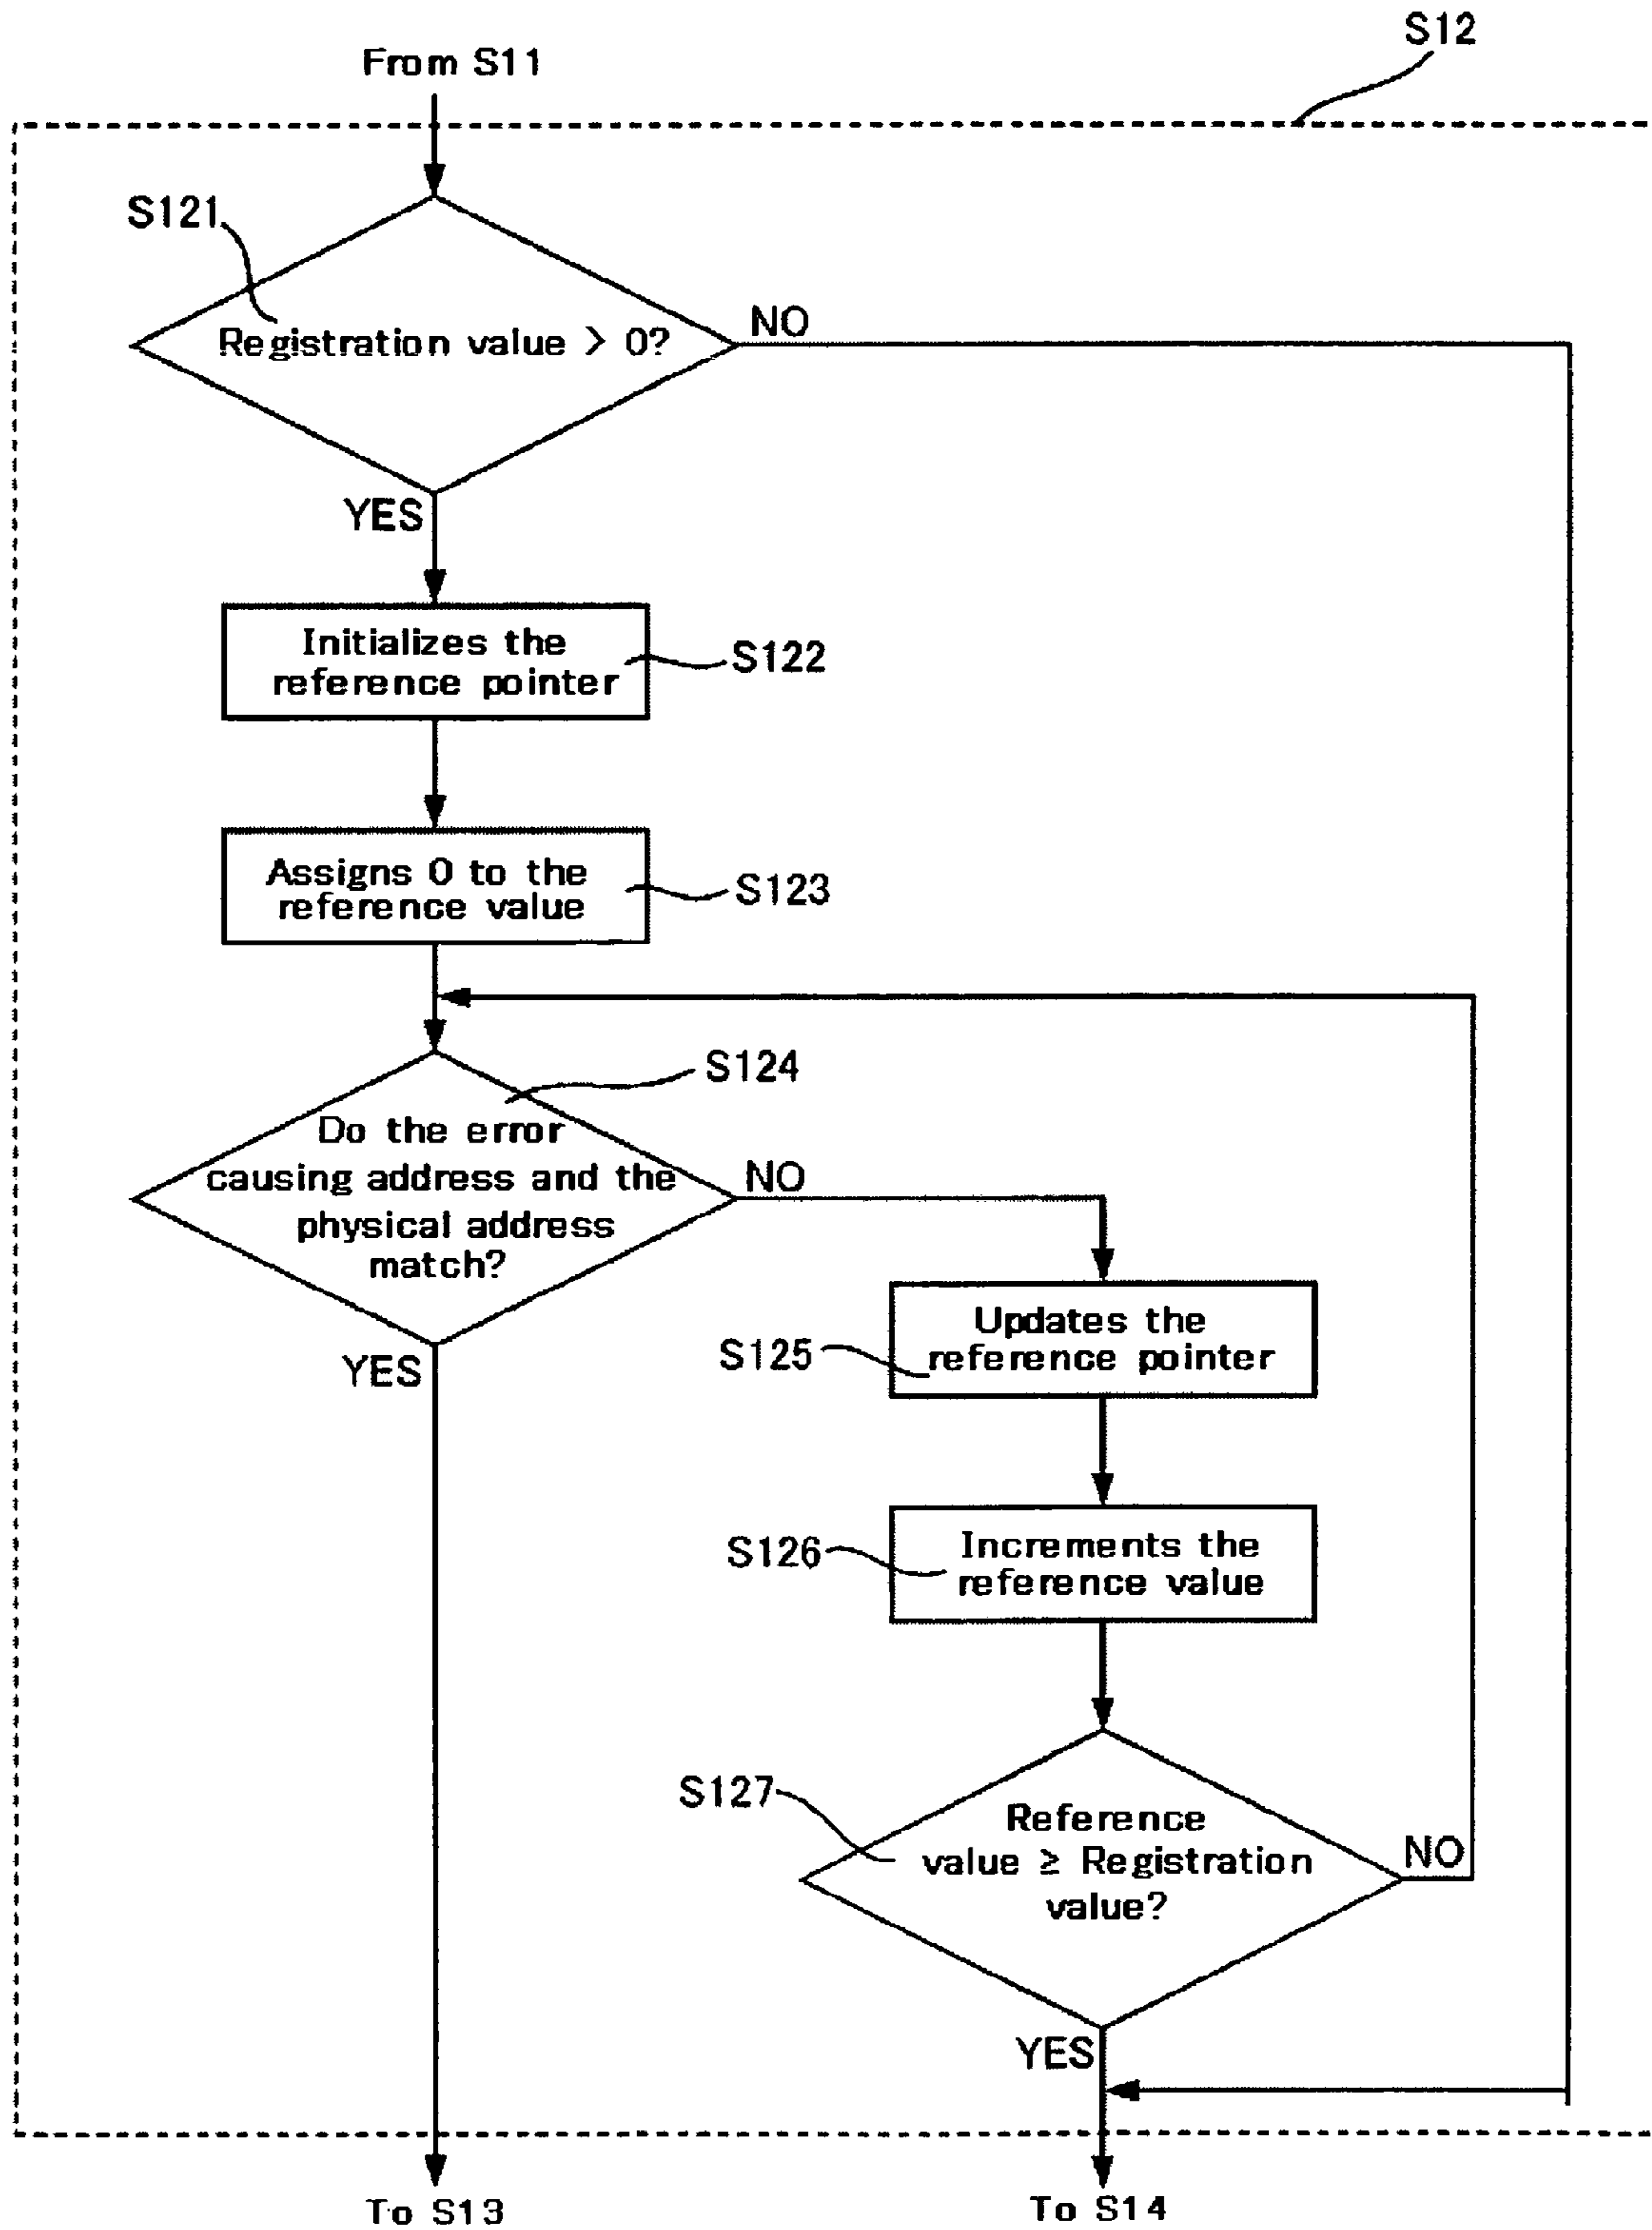 S12
From S11
S121
Registration value > 0?
NO
YES
Initializes the
reference pointer
S122
Assigns 0 to the
reference value
S123
S124
Do the error
causing address and the
physical address
match?
NO
YES
Updates the
reference pointer
S125
Increments the
reference value
S126
S127
Reference
value ≥ Registration
value?
NO
YES
To S13
To S14